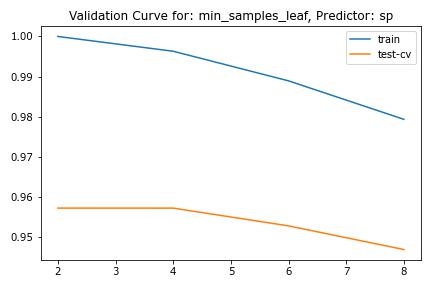 Validation Curve for: min_samples_leaf, Predictor: sp
train
test-cv
1.00
0.99
0.98
0.97
0.96
0.95
2 3 4 5 6 7 8